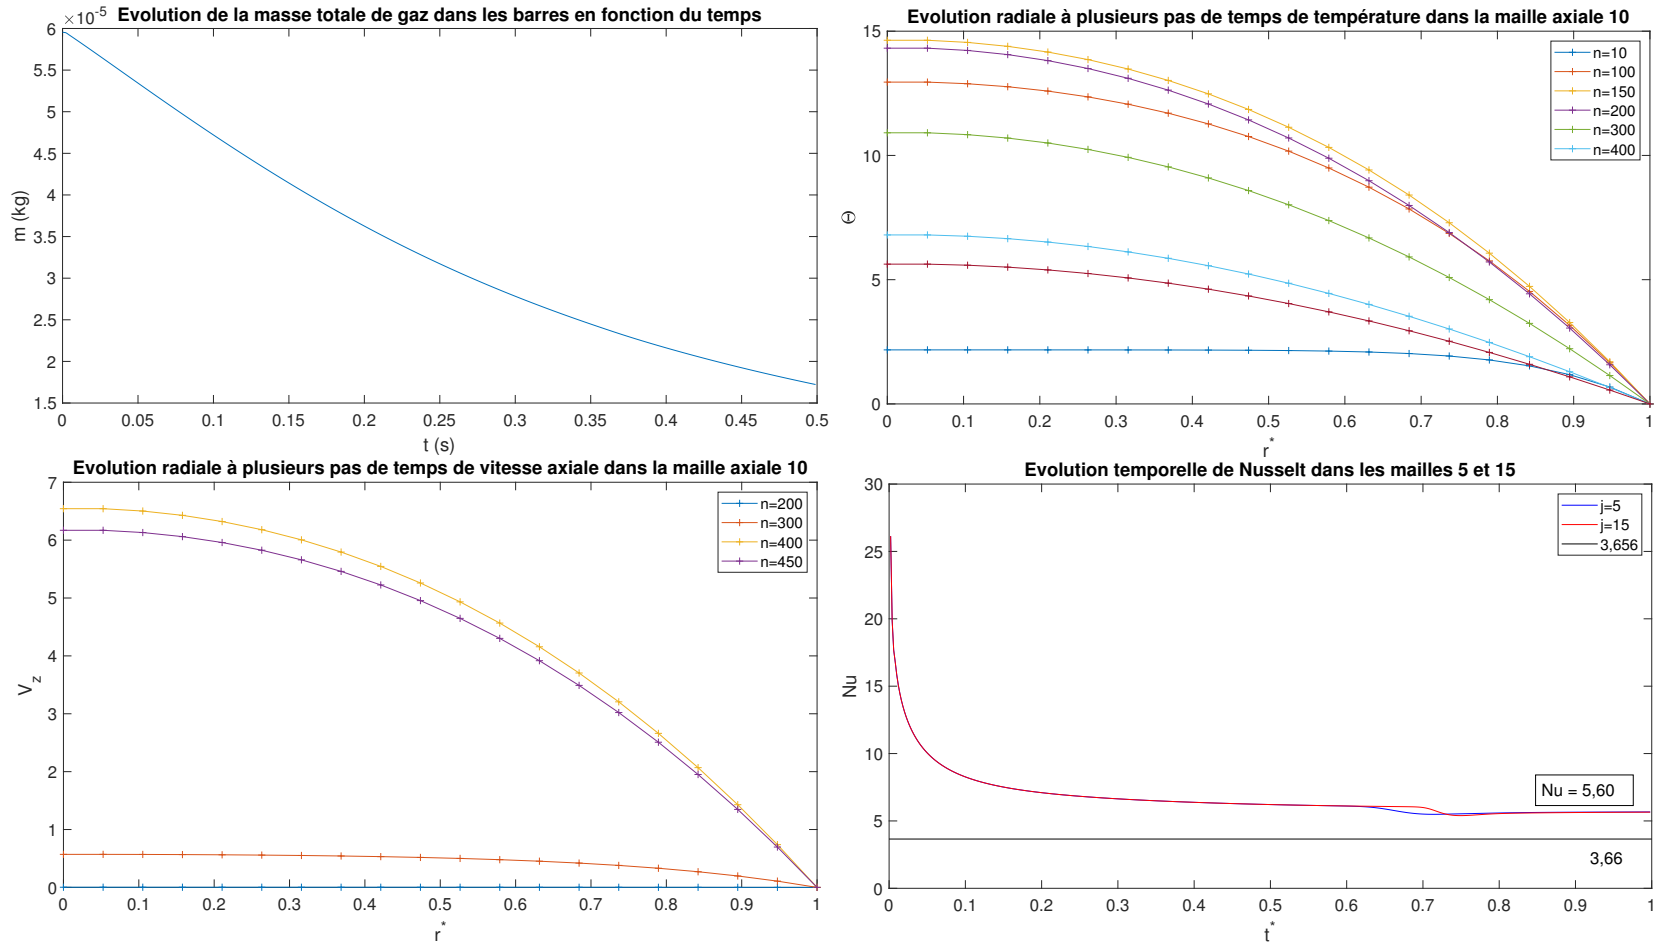 Evolution de la masse totale de gaz dans les barres en fonction du temps
×10-5
6
5.5
5
4.5
4
3.5
3
2.5
2
1.5
m (kg)
0 0.05 0.1 0.15 0.2 0.25 0.3 0.35 0.4 0.45 0.5
t (s)
Evolution radiale à plusieurs pas de temps de température dans la maille axiale 10
15
10
5
0
Θ
n=10
n=100
n=150
n=200
n=300
n=400
0 0.1 0.2 0.3 0.4 0.5 0.6 0.7 0.8 0.9 1
r*
Evolution radiale à plusieurs pas de temps de vitesse axiale dans la maille axiale 10
7
6
5
4
3
2
1
0
Vz
n=200
n=300
n=400
n=450
0 0.1 0.2 0.3 0.4 0.5 0.6 0.7 0.8 0.9 1
r*
Evolution temporelle de Nusselt dans les mailles 5 et 15
30
25
20
15
10
5
0
Nu
j=5
j=15
3,656
Nu = 5,60
3,66
0 0.1 0.2 0.3 0.4 0.5 0.6 0.7 0.8 0.9 1
t*